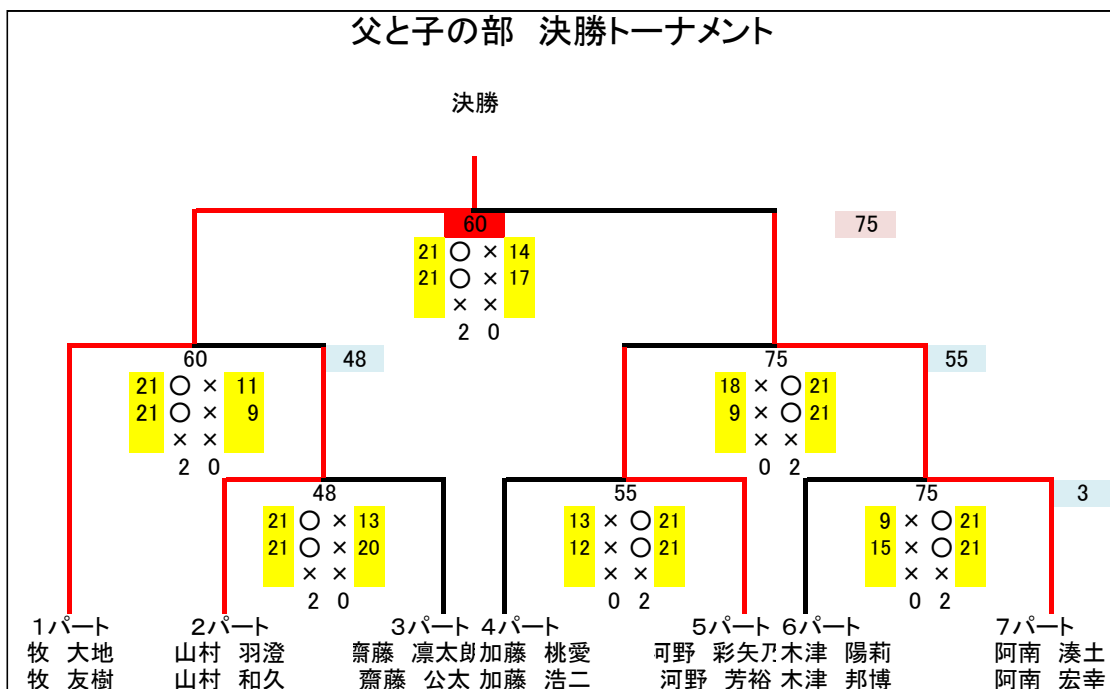 父と子の部 決勝トーナメント
決勝
60 75
21 ○ × 14
21 ○ × 17
× ×
2 0
60 48 75 55
21 ○ × 11 18 × ○ 21
21 ○ × 9 9 × ○ 21
× × × ×
2 0 0 2
48 55 75 3
21 ○ × 13 13 × ○ 21 9 × ○ 21
21 ○ × 20 12 × ○ 21 15 × ○ 21
× × × × × ×
2 0 0 2 0 2
1パート 2パート 3パート 4パート 5パート 6パート 7パート
牧 大地 山村 羽澄 齋藤 凛太郎 加藤 桃愛 河野 彩矢乃 木津 陽莉 阿南 湊土
牧 友樹 山村 和久 齋藤 公太 加藤 浩二 河野 芳裕 木津 邦博 阿南 宏幸